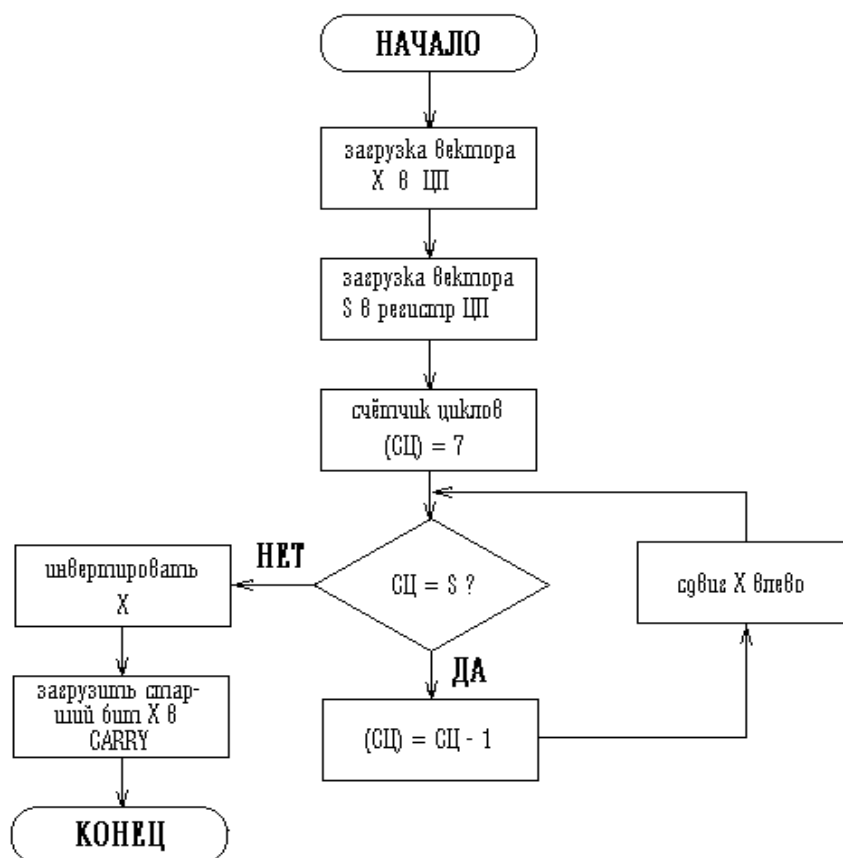 НАЧАЛО
загрузка вектора
X в ЦП
загрузка вектора
S в регистр ЦП
счётчик циклов
(СЦ) = 7
НЕТ
СЦ = S ?
инвертировать
X
сдвиг X влево
ДА
загрузить стар-
ший бит X в
CARRY
(СЦ) = СЦ - 1
КОНЕЦ